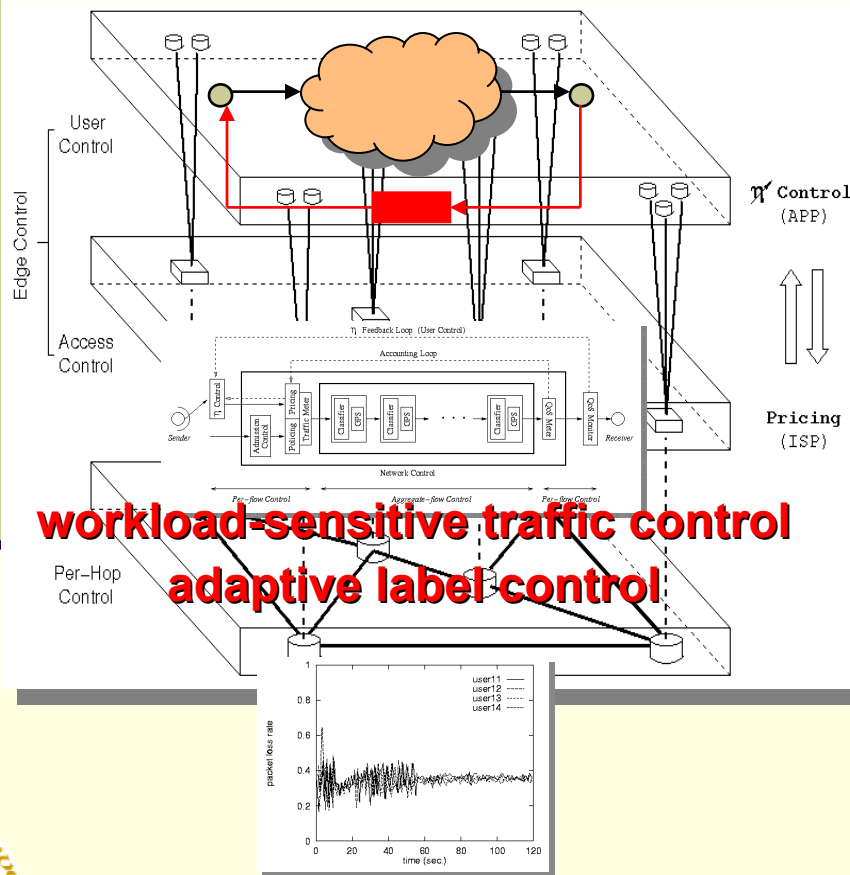 User
Control
Edge Control
η Control
(APP)
Access
Control
Pricing
(ISP)
η Feedback Loop (User Control)
Accounting Loop
Sender
η Control
Admission
Control
Pricing
Policing
Traffic Meter
Classifier
GPS
Classifier
GPS
· · · ·
Classifier
GPS
QoS Meter
QoS Monitor
Receiver
Network Control
Per-flow Control
Aggregate-flow Control
Per-flow Control
workload-sensitive traffic control
adaptive label control
Per-Hop
Control
packet loss rate
1
0.8
0.6
0.4
0.2
0
user11
user12
user13
user14
0 20 40 60 80 100 120
time (sec.)